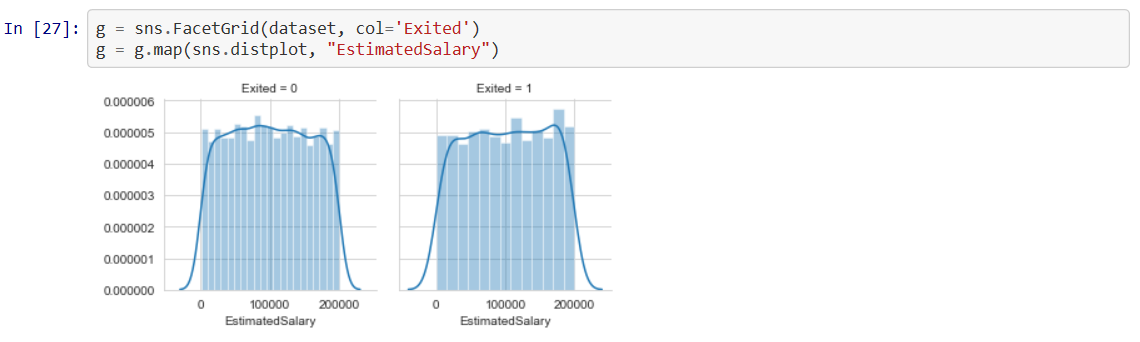 In [27]: g = sns.FacetGrid(dataset, col='Exited')
g = g.map(sns.distplot, "EstimatedSalary")
Exited = 0
Exited = 1
0.000006
0.000005
0.000004
0.000003
0.000002
0.000001
0.000000
0 100000 200000
0 100000 200000
EstimatedSalary
EstimatedSalary